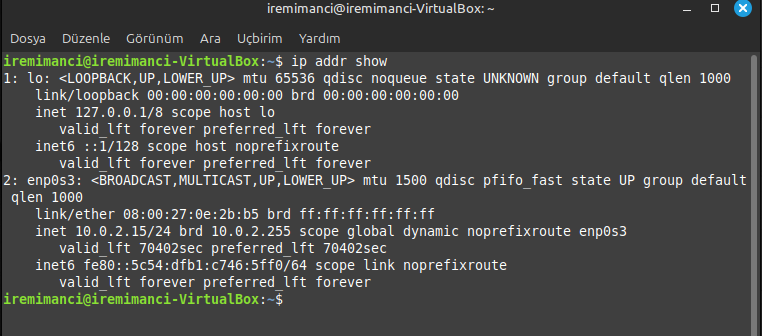 iremimanci@iremimanci-VirtualBox: ~
Dosya Düzenle Görünüm Ara Uçbirim Yardım
iremimanci@iremimanci-VirtualBox:~$ ip addr show
1: lo: <LOOPBACK,UP,LOWER_UP> mtu 65536 qdisc noqueue state UNKNOWN group default qlen 1000
    link/loopback 00:00:00:00:00:00 brd 00:00:00:00:00:00
    inet 127.0.0.1/8 scope host lo
       valid_lft forever preferred_lft forever
    inet6 ::1/128 scope host noprefixroute
       valid_lft forever preferred_lft forever
2: enp0s3: <BROADCAST,MULTICAST,UP,LOWER_UP> mtu 1500 qdisc pfifo_fast state UP group default
 qlen 1000
    link/ether 08:00:27:0e:2b:b5 brd ff:ff:ff:ff:ff:ff
    inet 10.0.2.15/24 brd 10.0.2.255 scope global dynamic noprefixroute enp0s3
       valid_lft 70402sec preferred_lft 70402sec
    inet6 fe80::5c54:dfb1:c746:5ff0/64 scope link noprefixroute
       valid_lft forever preferred_lft forever
iremimanci@iremimanci-VirtualBox:~$